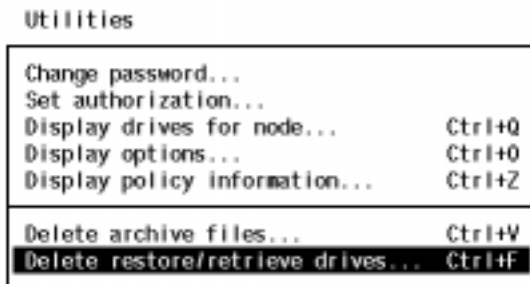 Utilities
Change password...
Set authorization...
Display drives for node... Ctrl+Q
Display options... Ctrl+O
Display policy information... Ctrl+Z
Delete archive files... Ctrl+V
Delete restore/retrieve drives... Ctrl+F